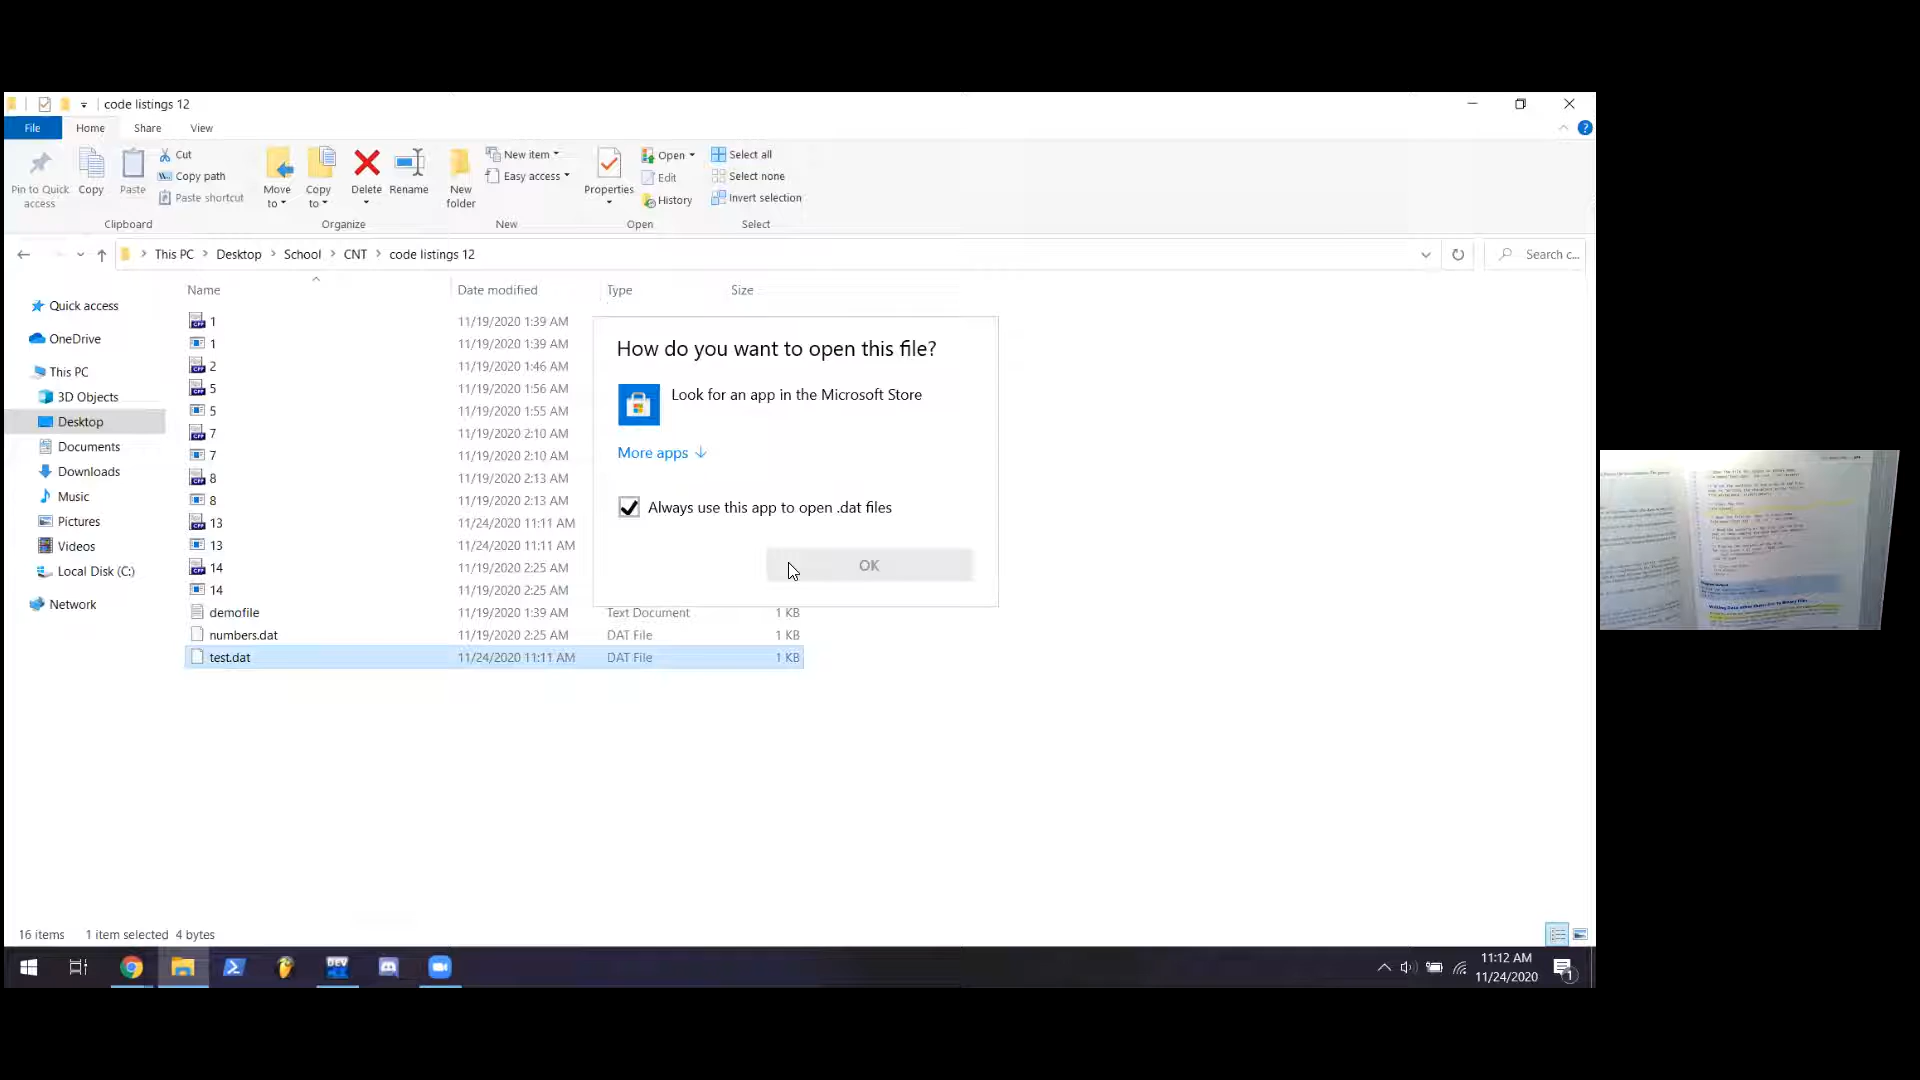 code listings 12
File Home Share View
Pin to Quick access
Copy
Paste
Cut
Copy path
Paste shortcut
Clipboard
Move to
Copy to
Delete
Rename
Organize
New folder
New item
Easy access
New
Properties
Open
Edit
History
Open
Select all
Select none
Invert selection
Select
This PC > Desktop > School > CNT > code listings 12
Search c...
Name Date modified Type Size
Quick access
OneDrive
This PC
3D Objects
Desktop
Documents
Downloads
Music
Pictures
Videos
Local Disk (C:)
Network
1 11/19/2020 1:39 AM
1 11/19/2020 1:39 AM
2 11/19/2020 1:46 AM
5 11/19/2020 1:56 AM
5 11/19/2020 1:55 AM
7 11/19/2020 2:10 AM
7 11/19/2020 2:10 AM
8 11/19/2020 2:13 AM
8 11/19/2020 2:13 AM
13 11/24/2020 11:11 AM
13 11/24/2020 11:11 AM
14 11/19/2020 2:25 AM
14 11/19/2020 2:25 AM
demofile 11/19/2020 1:39 AM Text Document 1 KB
numbers.dat 11/19/2020 2:25 AM DAT File 1 KB
test.dat 11/24/2020 11:11 AM DAT File 1 KB
How do you want to open this file?
Look for an app in the Microsoft Store
More apps ↓
Always use this app to open .dat files
OK
16 items 1 item selected 4 bytes
DEV
11:12 AM
11/24/2020
1